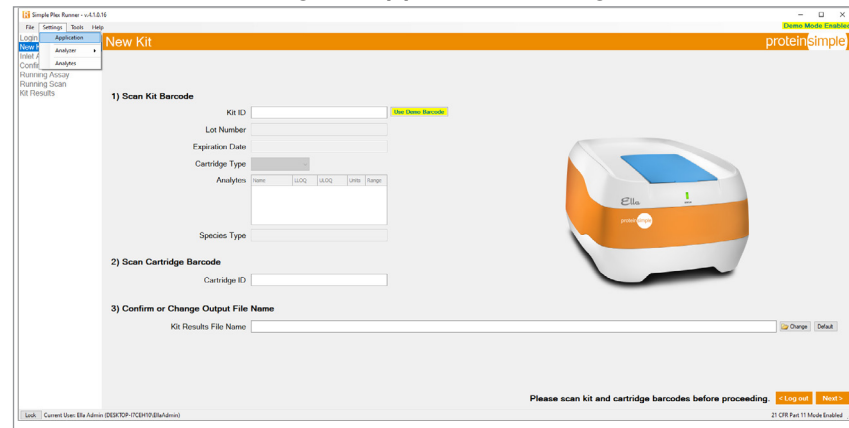 Simple Plex Runner - v.4.1.0.16
File Settings Tools Help
Demo Mode Enabled
Login
Application
New Kit
protein simple
Analyzer
Analytes
Running Assay
Running Scan
Kit Results
1) Scan Kit Barcode
Kit ID
Use Demo Barcode
Lot Number
Expiration Date
Cartridge Type
Analytes
Name LLOQ ULOQ Units Range
Species Type
Ella
protein simple
2) Scan Cartridge Barcode
Cartridge ID
3) Confirm or Change Output File Name
Kit Results File Name
Change Default
Please scan kit and cartridge barcodes before proceeding.
< Log out Next >
Lock Current User: Ella Admin (DESKTOP-I7CEH10\EllaAdmin)
21 CFR Part 11 Mode Enabled